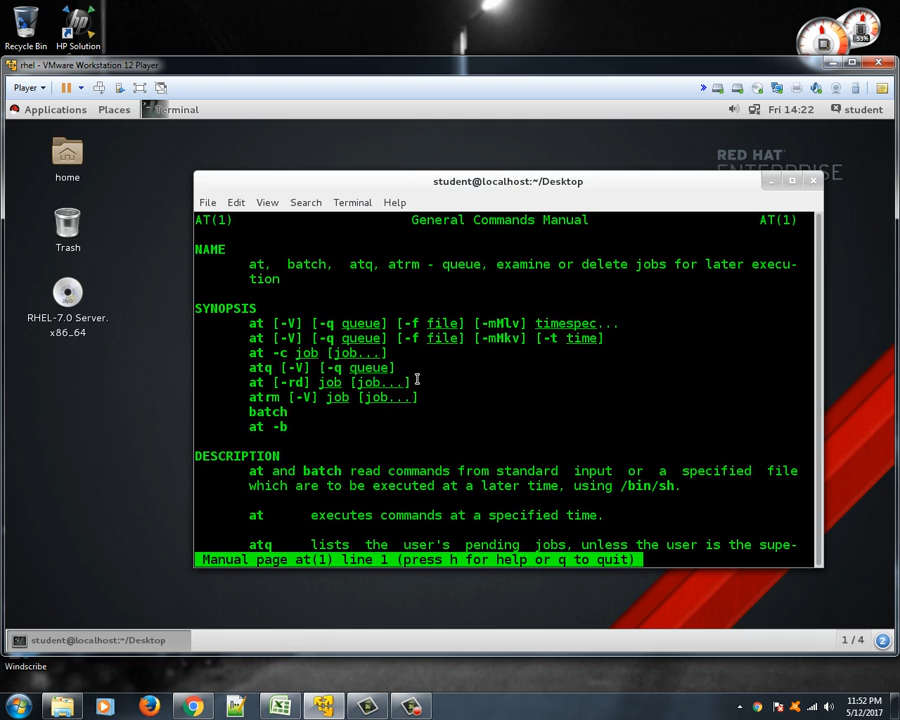 Recycle Bin
HP Solution
53%
rhel - VMware Workstation 12 Player
Player
Applications Places Terminal Fri 14:22 student
home
Trash
RHEL-7.0 Server.
x86_64
RED HAT
ENTERPRISE
student@localhost:~/Desktop
File Edit View Search Terminal Help
AT(1) General Commands Manual AT(1)
NAME
at, batch, atq, atrm - queue, examine or delete jobs for later execu-
tion
SYNOPSIS
at [-V] [-q queue] [-f file] [-mMlv] timespec...
at [-V] [-q queue] [-f file] [-mMkv] [-t time]
at -c job [job...]
atq [-V] [-q queue]
at [-rd] job [job...]
atrm [-V] job [job...]
batch
at -b
DESCRIPTION
at and batch read commands from standard input or a specified file
which are to be executed at a later time, using /bin/sh.
at executes commands at a specified time.
atq lists the user's pending jobs, unless the user is the supe-
Manual page at(1) line 1 (press h for help or q to quit)
student@localhost:~/Desktop 1 / 4 2
Windscribe
11:52 PM
5/12/2017